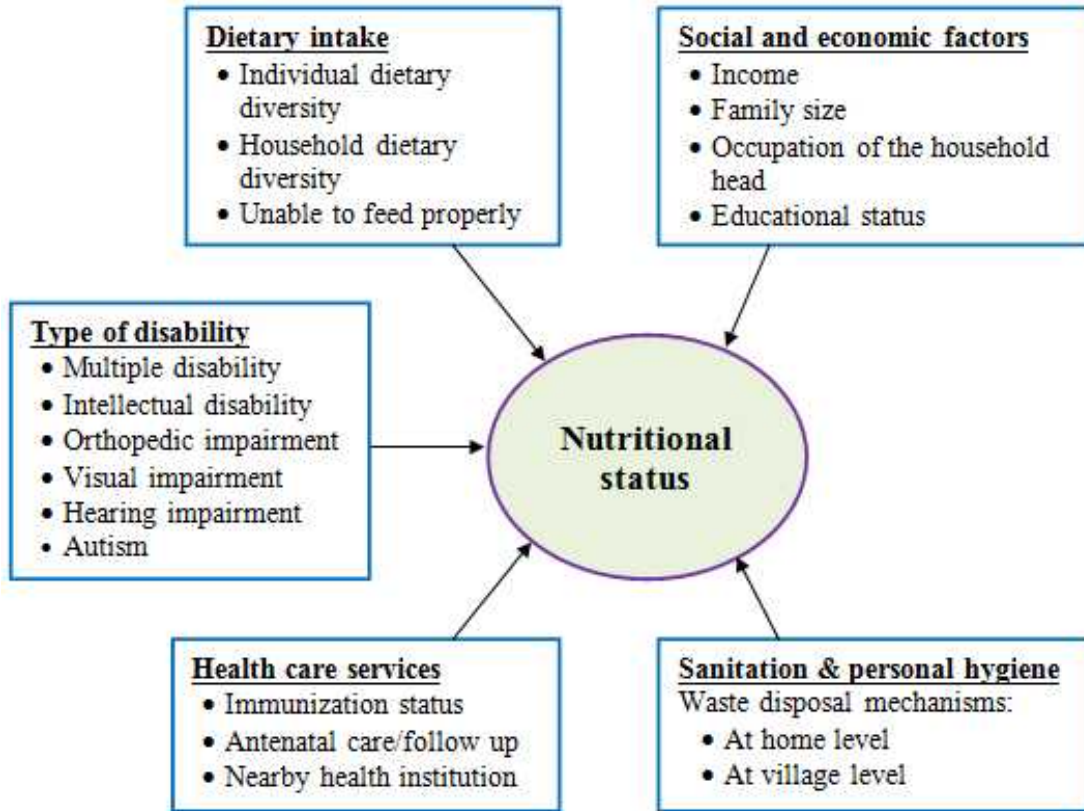 Dietary intake
• Individual dietary
diversity
• Household dietary
diversity
• Unable to feed properly
Social and economic factors
• Income
• Family size
• Occupation of the household
head
• Educational status
Type of disability
• Multiple disability
• Intellectual disability
• Orthopedic impairment
• Visual impairment
• Hearing impairment
• Autism
Nutritional
status
Health care services
• Immunization status
• Antenatal care/follow up
• Nearby health institution
Sanitation & personal hygiene
Waste disposal mechanisms:
• At home level
• At village level